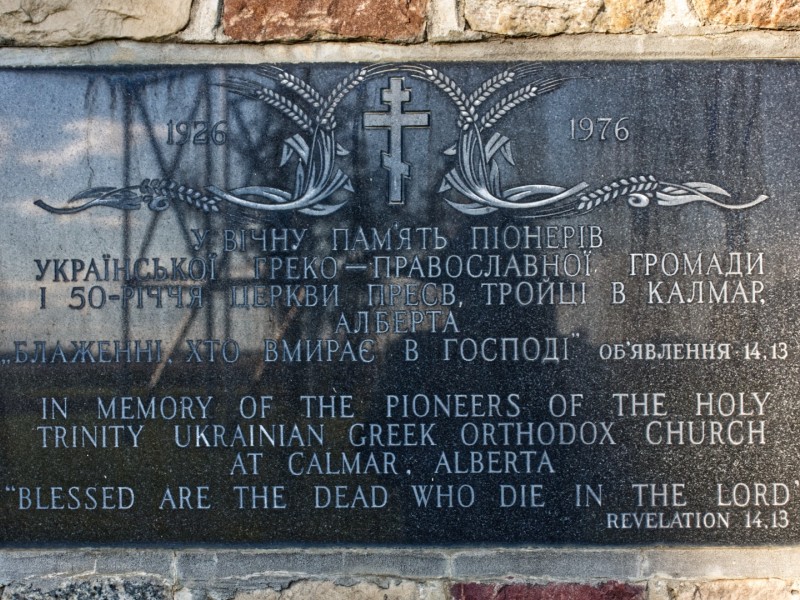 1926 1976
У ВІЧНУ ПАМ'ЯТЬ ПІОНЕРІВ
УКРАЇНСЬКОЇ ГРЕКО—ПРАВОСЛАВНОЇ ГРОМАДИ
І 50-РІЧЧЯ ЦЕРКВИ ПРЕСВ. ТРОЙЦІ В КАЛМАР,
АЛБЕРТА
„БЛАЖЕННІ, ХТО ВМИРАЄ В ГОСПОДІ" ОБ'ЯВЛЕННЯ 14,13
IN MEMORY OF THE PIONEERS OF THE HOLY
TRINITY UKRAINIAN GREEK ORTHODOX CHURCH
AT CALMAR, ALBERTA
"BLESSED ARE THE DEAD WHO DIE IN THE LORD"
REVELATION 14,13